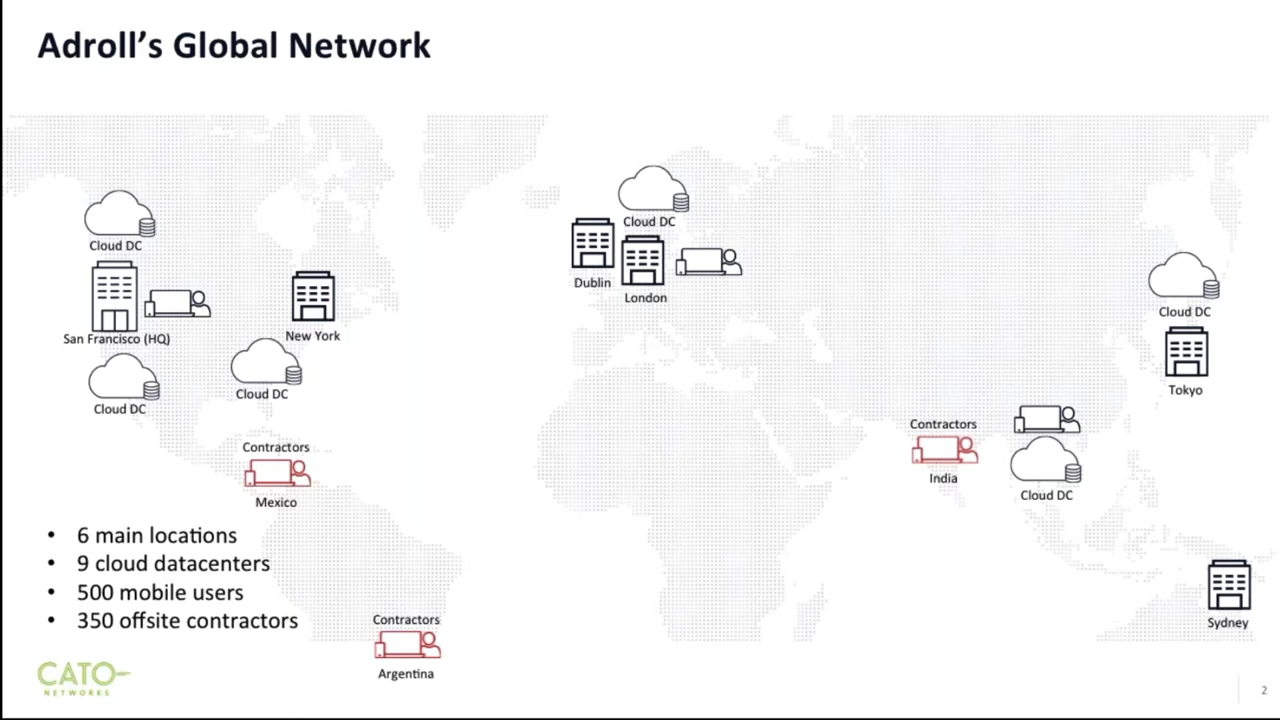 Adroll's Global Network
Cloud DC
Cloud DC
Dublin
London
Cloud DC
San Francisco (HQ)
New York
Cloud DC
Cloud DC
Tokyo
Contractors
Mexico
Contractors
India
Cloud DC
• 6 main locations
• 9 cloud datacenters
• 500 mobile users
• 350 offsite contractors
Contractors
Argentina
Sydney
CATO
NETWORKS
2